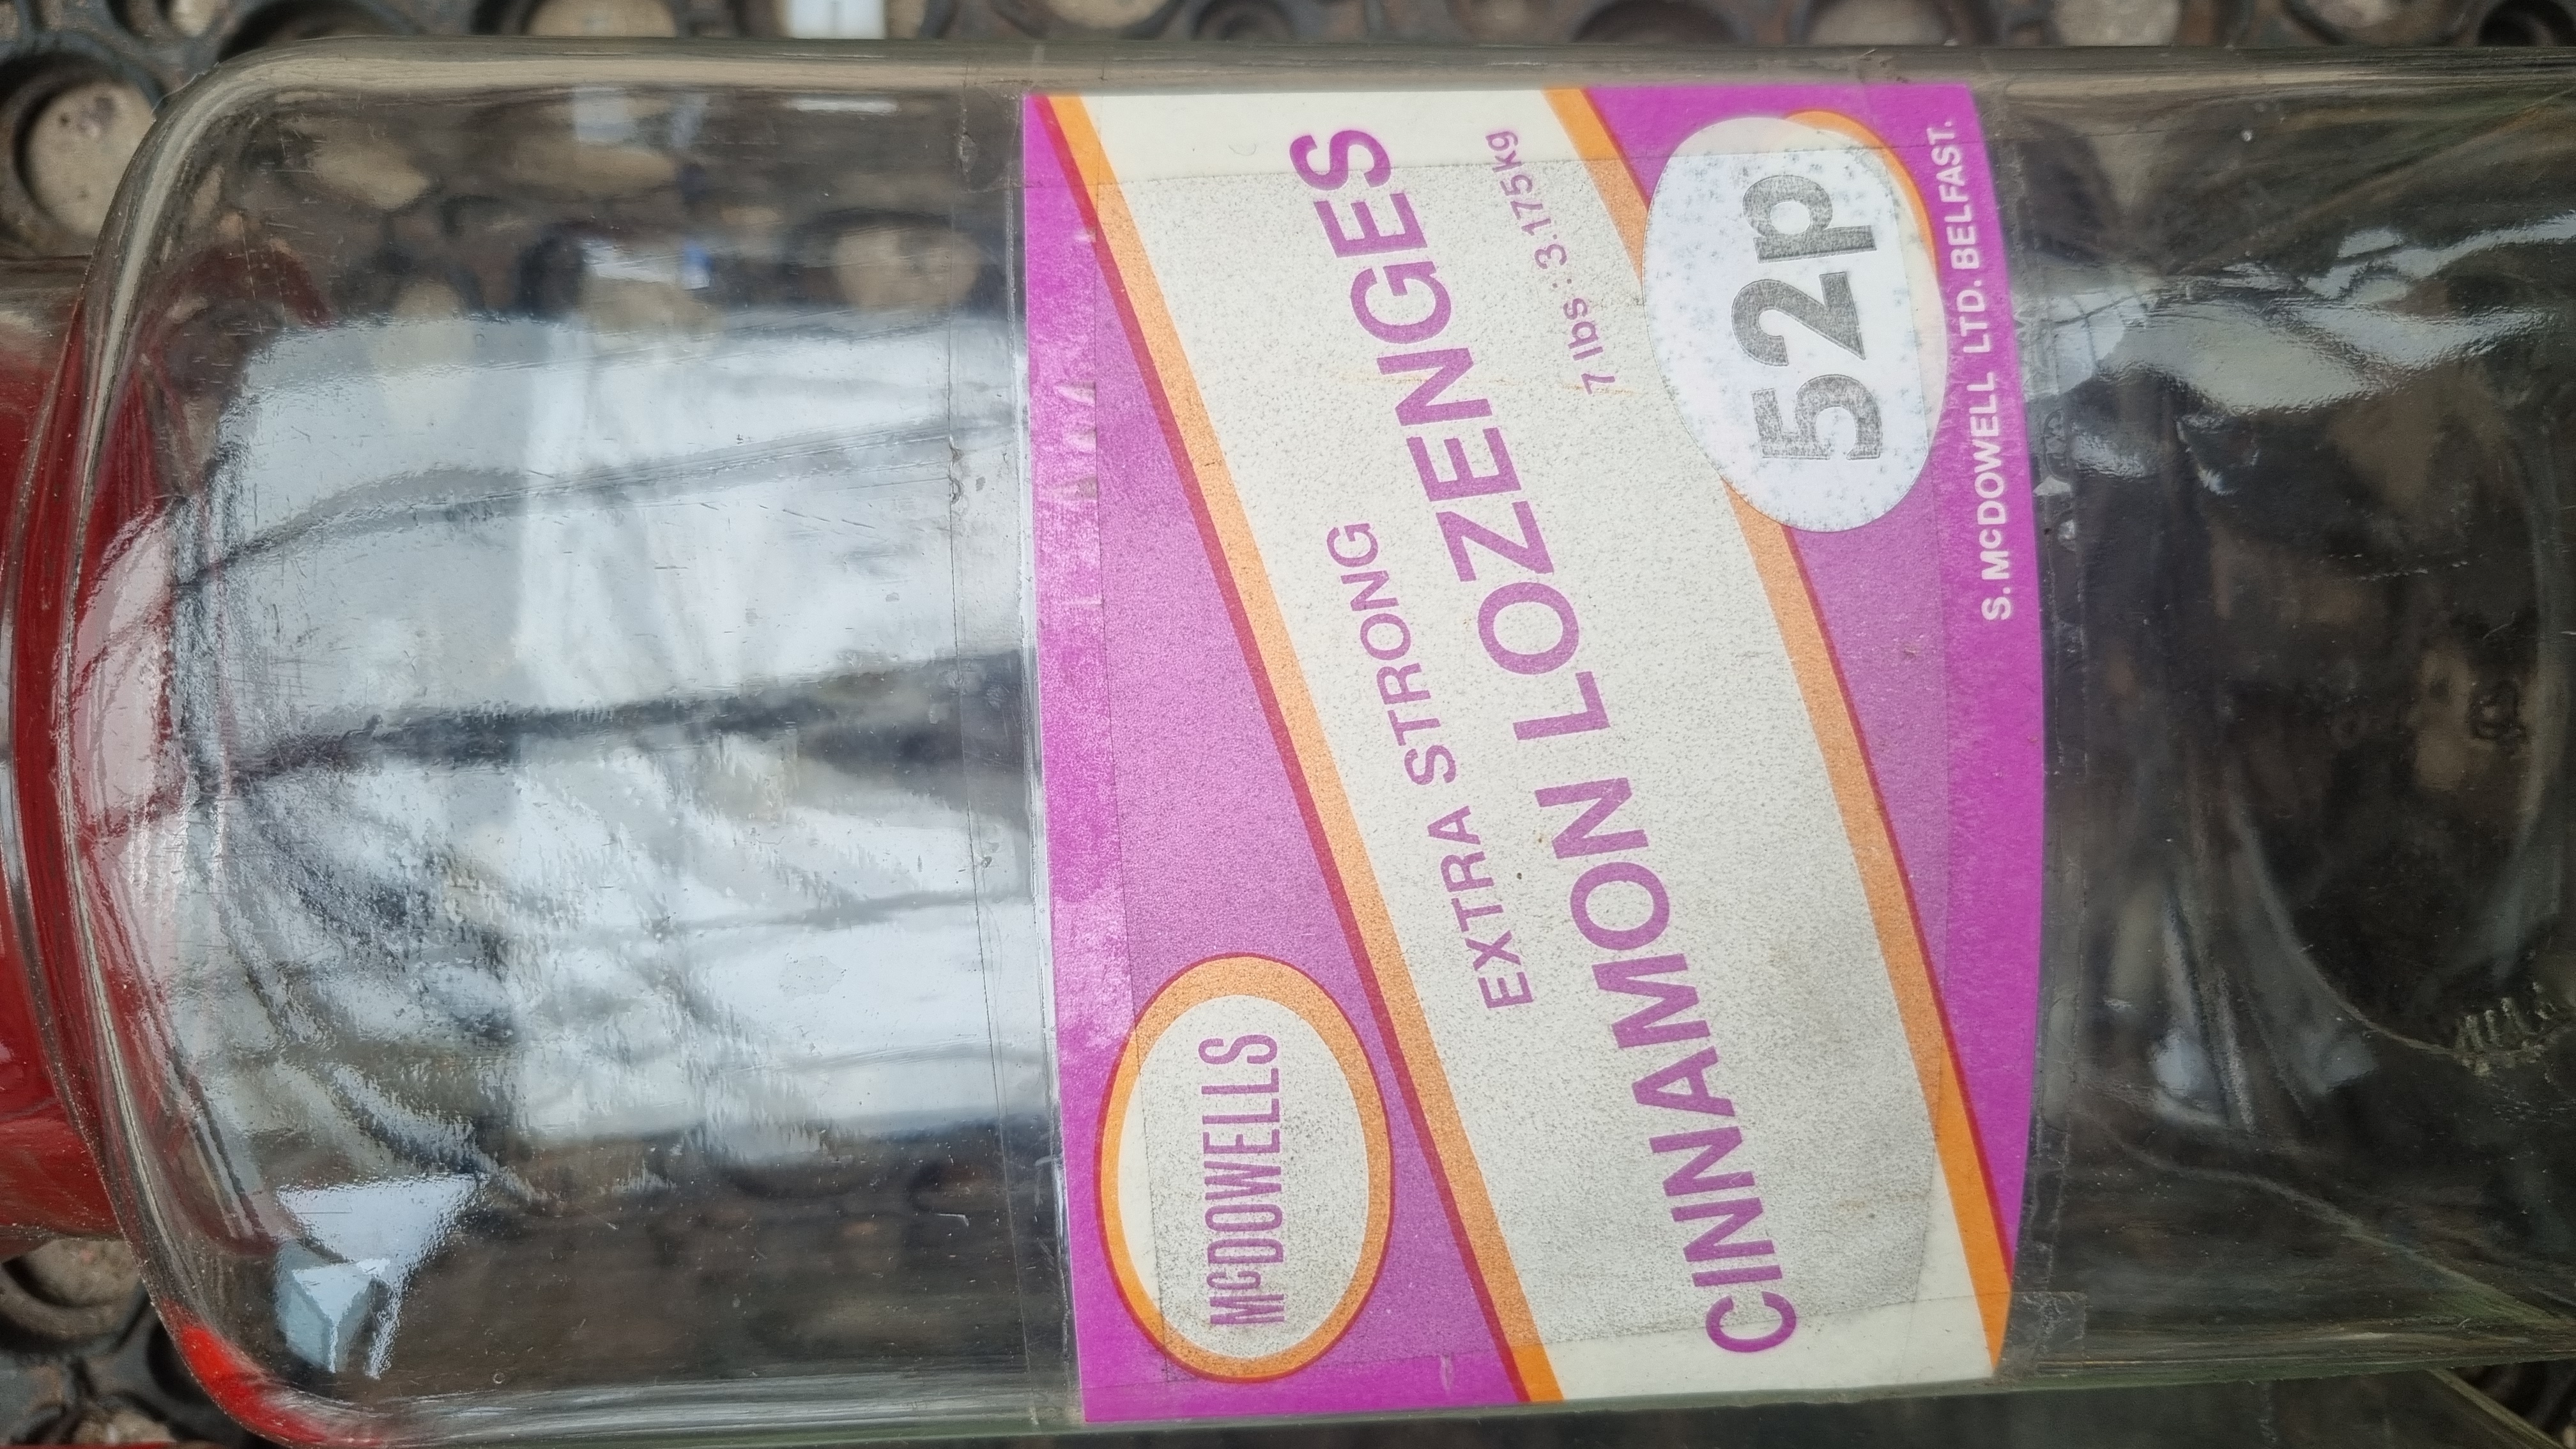 McDOWELLS
EXTRA STRONG
CINNAMON LOZENGES
7 lbs : 3.175kg
52p
S. McDOWELL LTD. BELFAST.